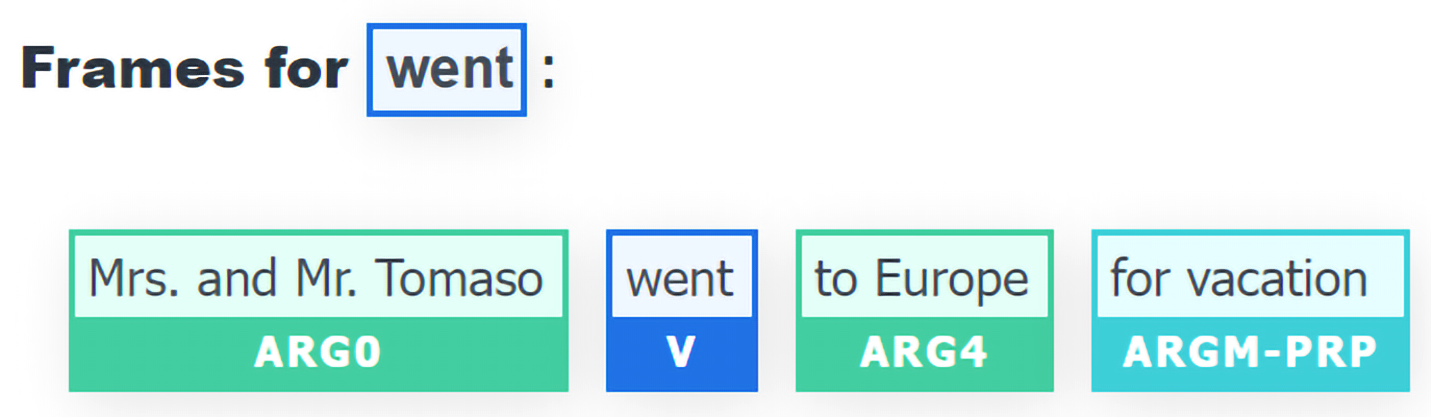 Frames for went :
Mrs. and Mr. Tomaso went to Europe for vacation
ARG0 V ARG4 ARGM-PRP